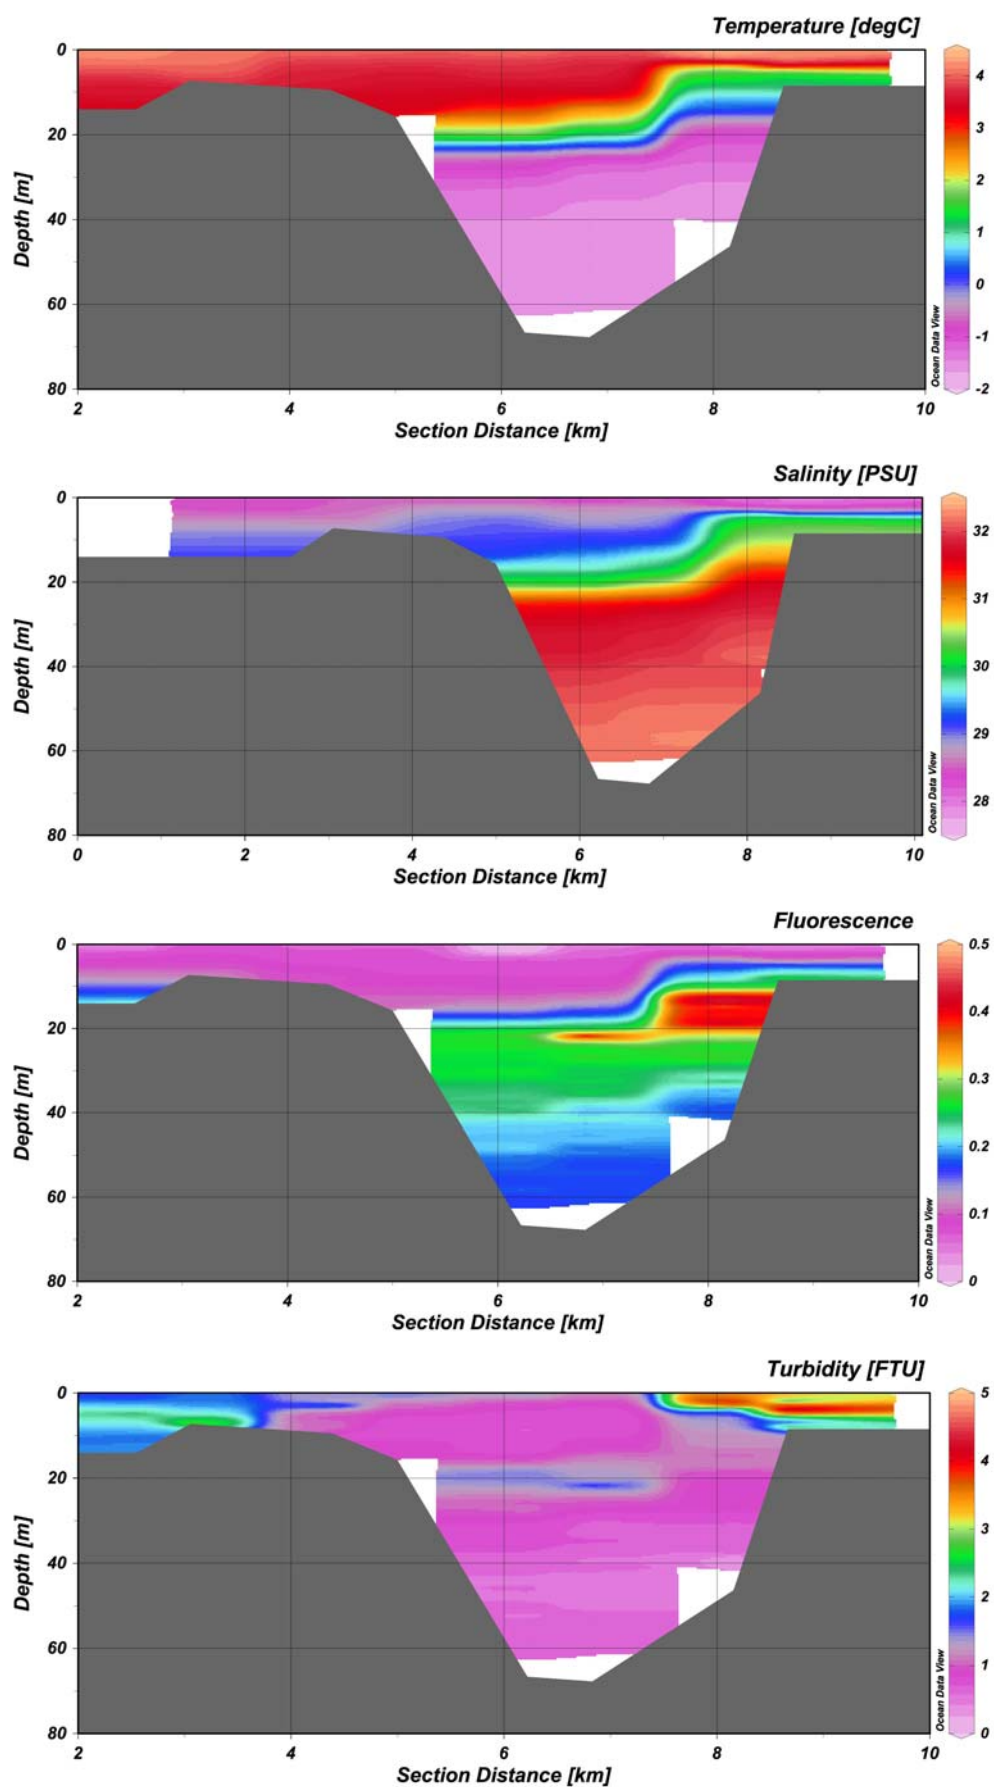 Temperature [degC]
0
20
40
60
80
Depth [m]
2 4 6 8 10
Section Distance [km]
Ocean Data View
4
3
2
1
0
-1
-2
Salinity [PSU]
0
20
40
60
80
Depth [m]
0 2 4 6 8 10
Section Distance [km]
Ocean Data View
32
31
30
29
28
Fluorescence
0
20
40
60
80
Depth [m]
2 4 6 8 10
Section Distance [km]
Ocean Data View
0.5
0.4
0.3
0.2
0.1
0
Turbidity [FTU]
0
20
40
60
80
Depth [m]
2 4 6 8 10
Section Distance [km]
Ocean Data View
5
4
3
2
1
0